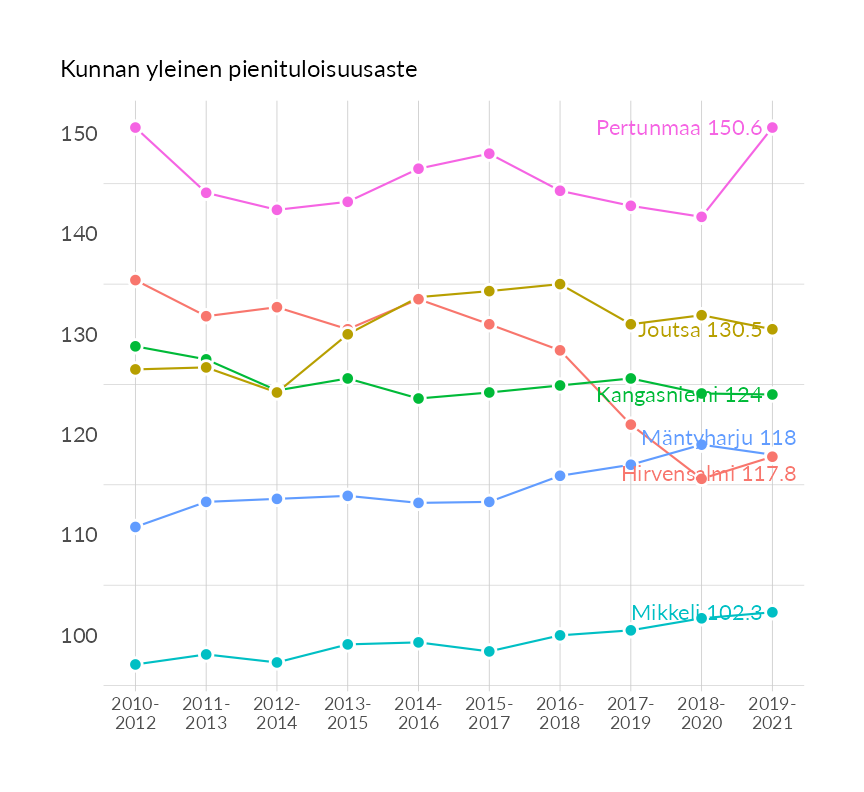 Kunnan yleinen pienituloisuusaste
150
140
130
120
110
100
Pertunmaa 150.6
Joutsa 130.5
Kangasniemi 124
Mäntyharju 118
Hirvensalmi 117.8
Mikkeli 102.3
2010- 2011- 2012- 2013- 2014- 2015- 2016- 2017- 2018- 2019-
2012 2013 2014 2015 2016 2017 2018 2019 2020 2021